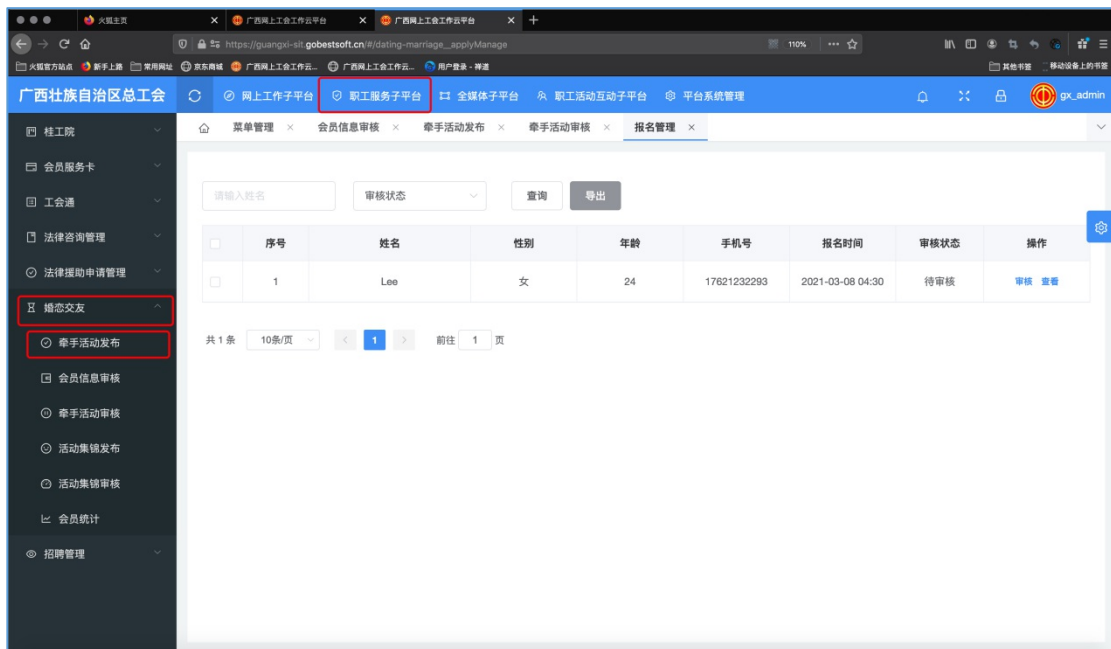 火狐主页
广西网上工会工作云平台
广西网上工会工作云平台
https://guangxi-sit.gobestsoft.cn/#/dating-marriage__applyManage
110%
火狐官方站点 新手上路 常用网址 京东商城 广西网上工会工作云... 广西网上工会工作云... 用户登录 - 禅道
其他书签 移动设备上的书签
广西壮族自治区总工会 网上工作子平台 职工服务子平台 全媒体子平台 职工活动互动子平台 平台系统管理 gx_admin
菜单管理 × 会员信息审核 × 牵手活动发布 × 牵手活动审核 × 报名管理 ×
桂工院
会员服务卡
工会通
法律咨询管理
法律援助申请管理
婚恋交友
牵手活动发布
会员信息审核
牵手活动审核
活动集锦发布
活动集锦审核
会员统计
招聘管理
请输入姓名 审核状态 查询 导出
序号 姓名 性别 年龄 手机号 报名时间 审核状态 操作
1 Lee 女 24 17621232293 2021-03-08 04:30 待审核 审核 查看
共 1 条 10条/页 < 1 > 前往 1 页